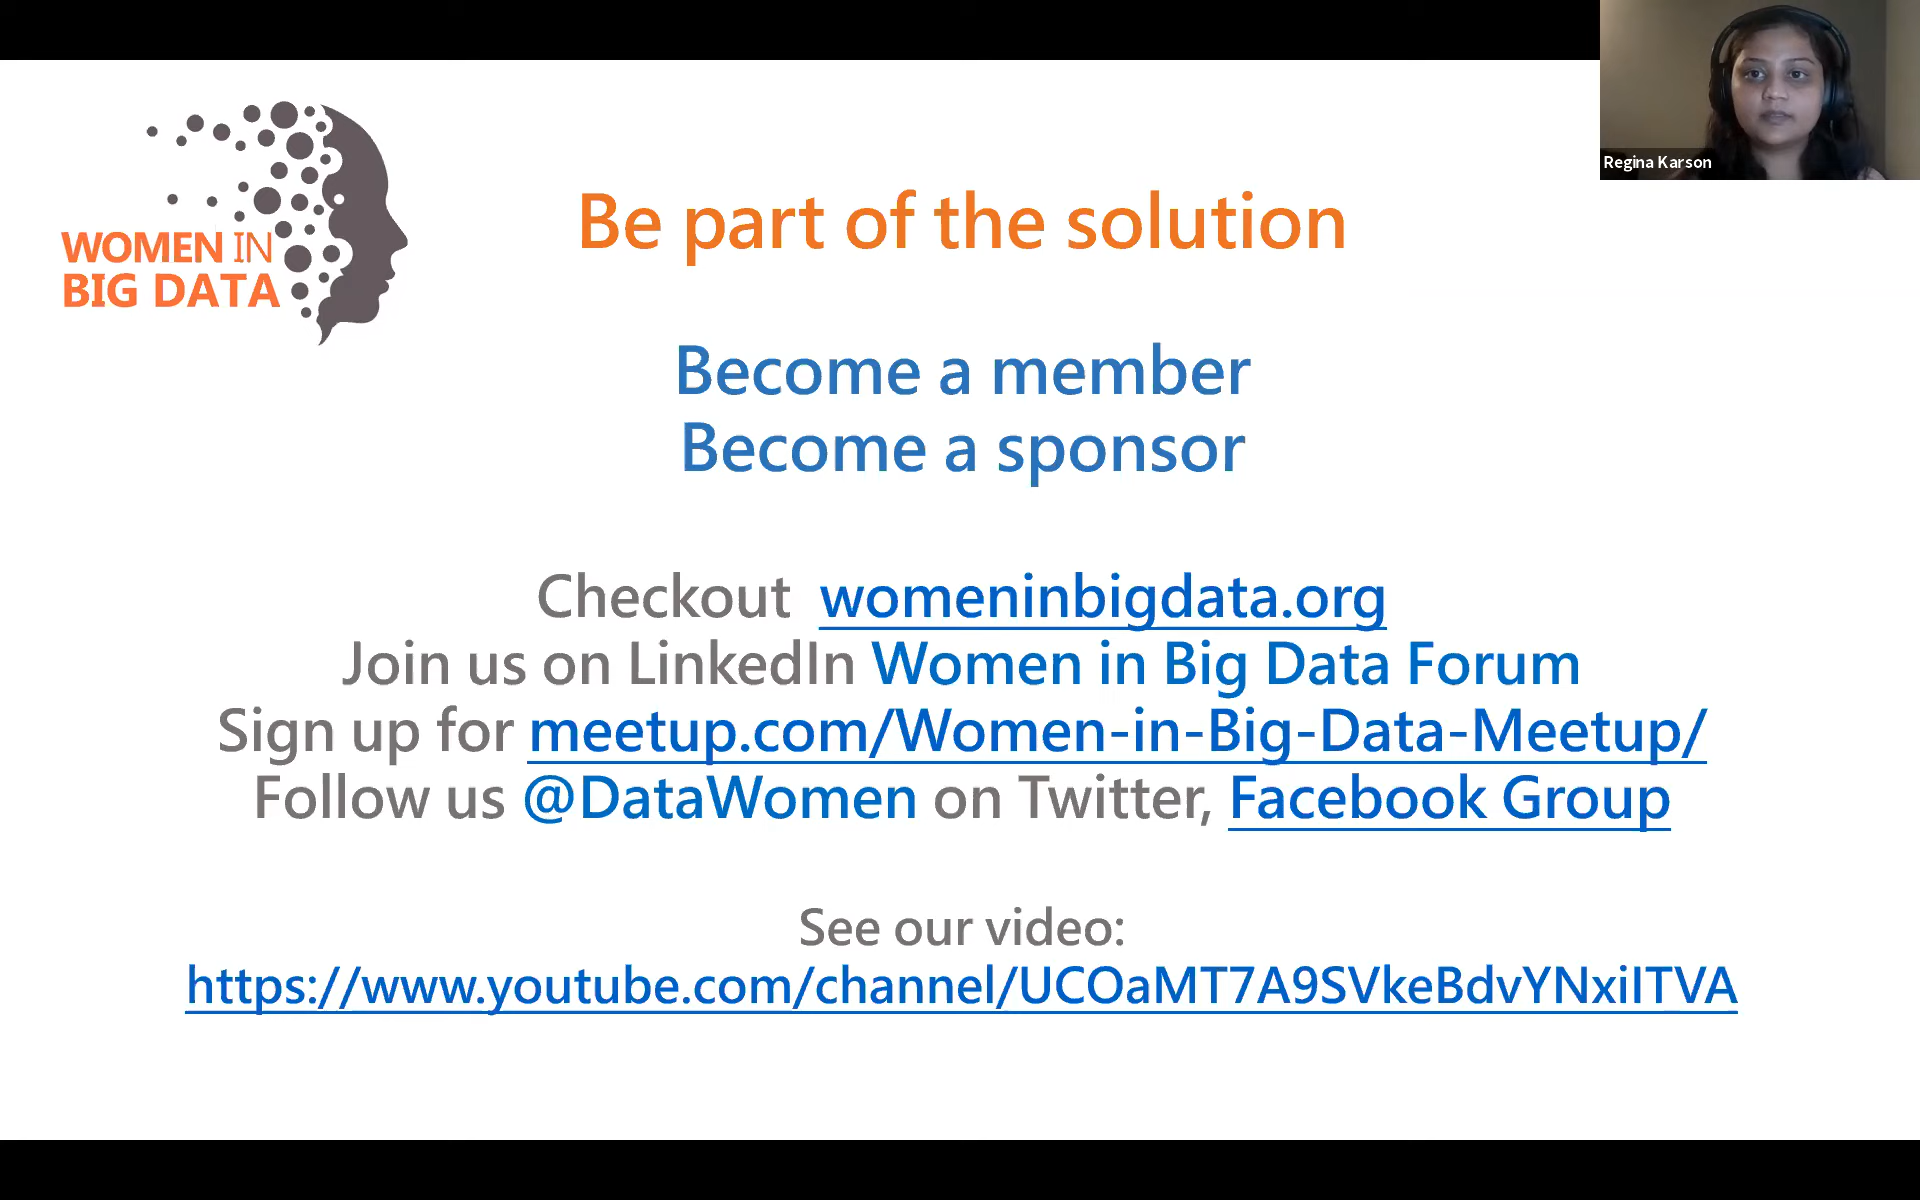 Regina Karson
WOMEN IN
BIG DATA
Be part of the solution
Become a member
Become a sponsor
Checkout womeninbigdata.org
Join us on LinkedIn Women in Big Data Forum
Sign up for meetup.com/Women-in-Big-Data-Meetup/
Follow us @DataWomen on Twitter, Facebook Group
See our video:
https://www.youtube.com/channel/UCOaMT7A9SVkeBdvYNxiITVA